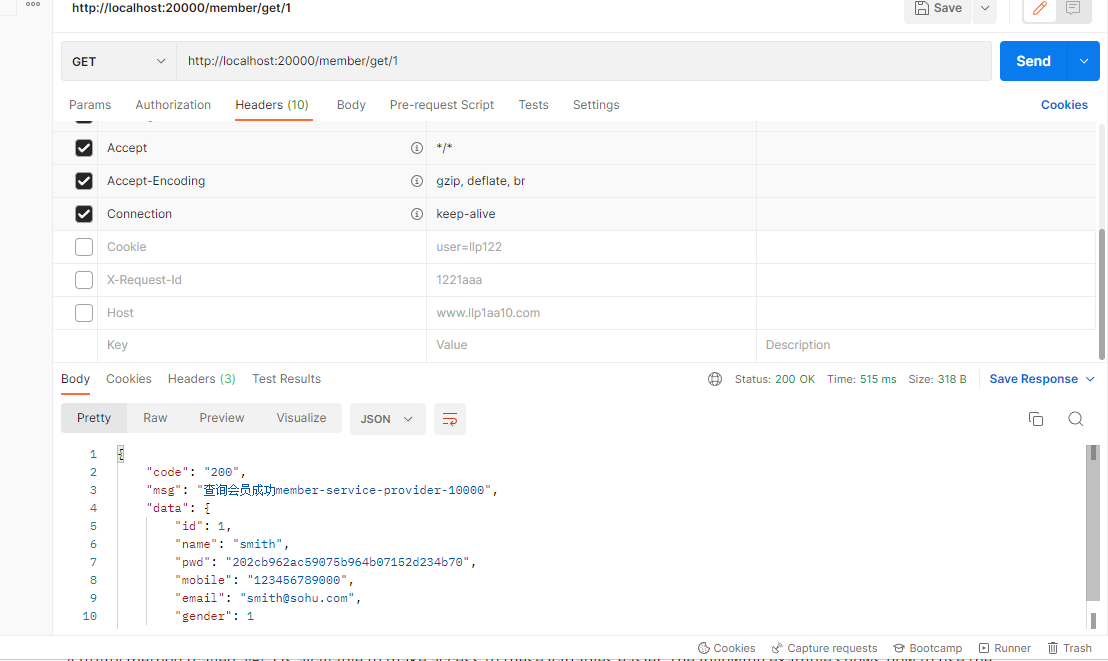 http://localhost:20000/member/get/1
Save
GET
http://localhost:20000/member/get/1
Send
Params Authorization Headers (10) Body Pre-request Script Tests Settings Cookies
Accept */*
Accept-Encoding gzip, deflate, br
Connection keep-alive
Cookie user=llp122
X-Request-Id 1221aaa
Host www.llp1aa10.com
Key Value Description
Body Cookies Headers (3) Test Results Status: 200 OK Time: 515 ms Size: 318 B Save Response
Pretty Raw Preview Visualize JSON
1 {
2 "code": "200",
3 "msg": "查询会员成功member-service-provider-10000",
4 "data": {
5 "id": 1,
6 "name": "smith",
7 "pwd": "202cb962ac59075b964b07152d234b70",
8 "mobile": "123456789000",
9 "email": "smith@sohu.com",
10 "gender": 1
Cookies Capture requests Bootcamp Runner Trash